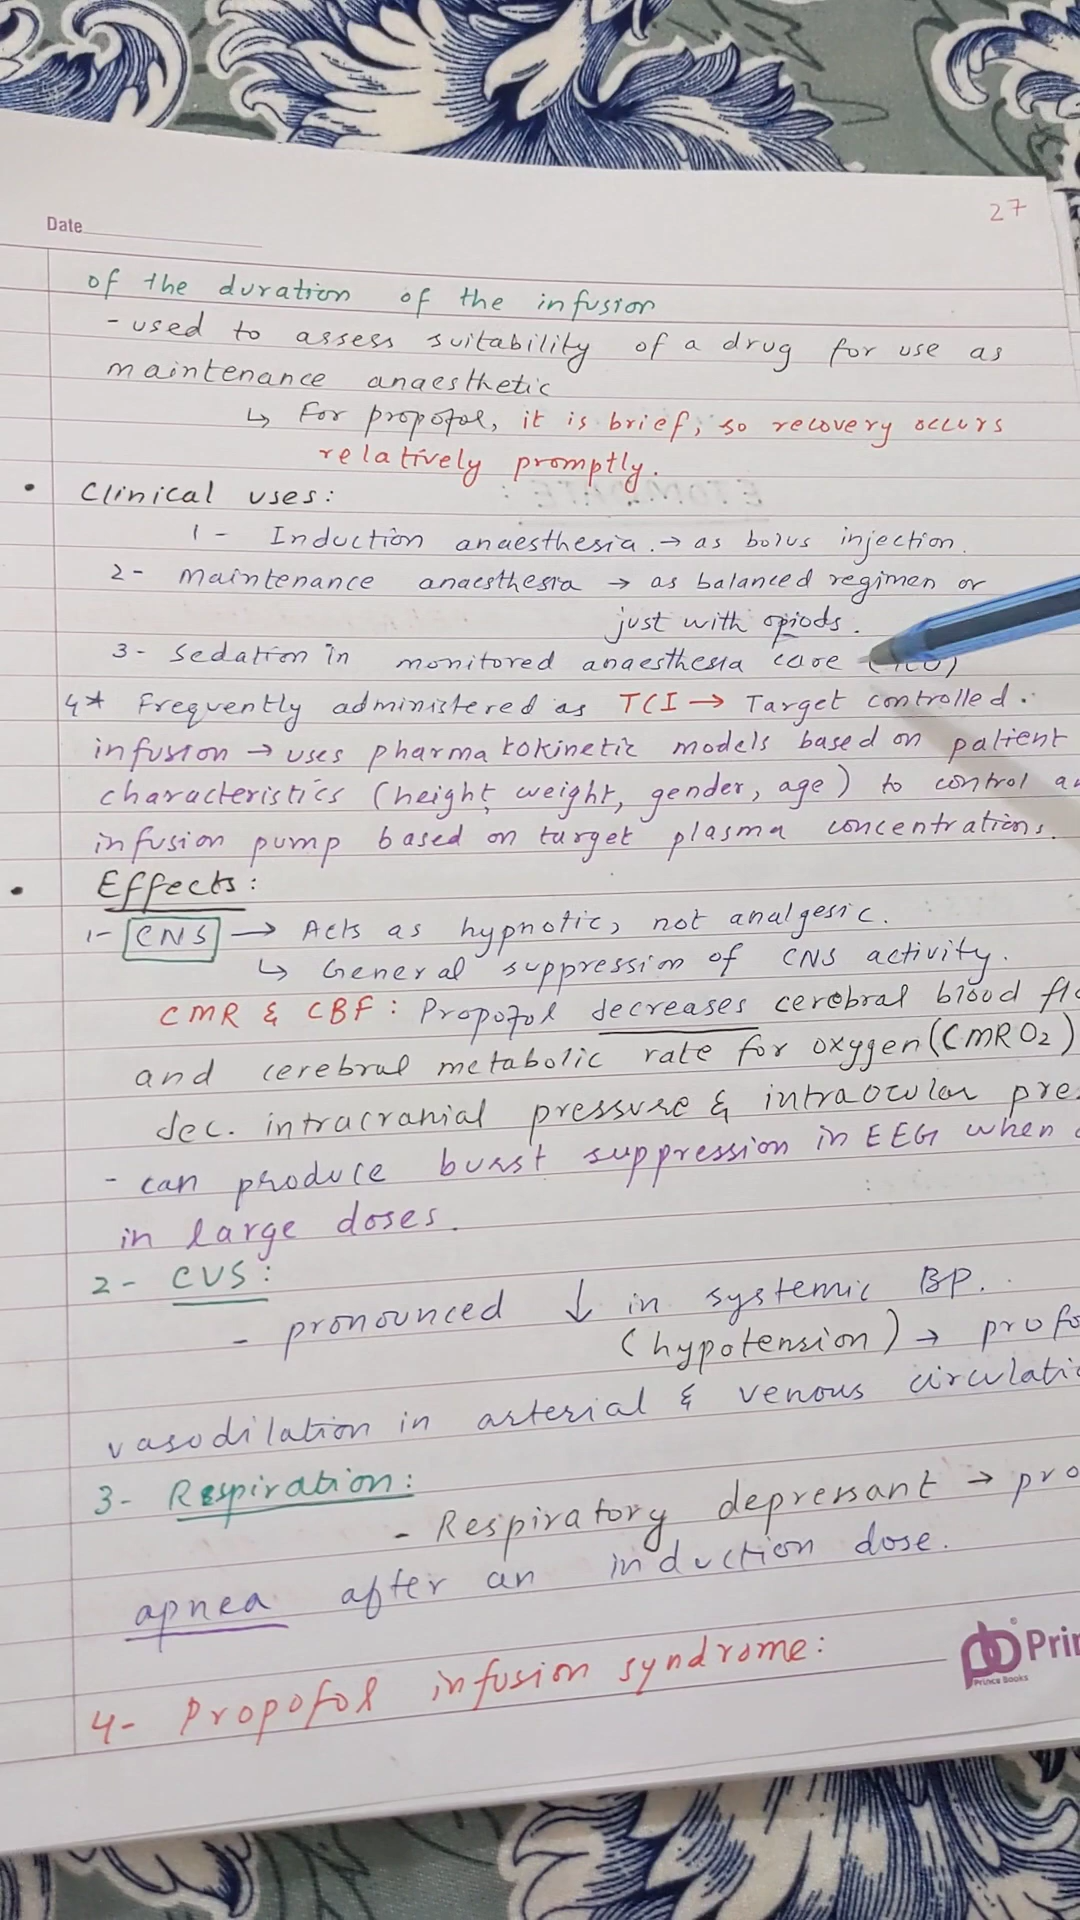 27
Date
of the duration of the infusion
- used to assess suitability of a drug for use as
maintenance anaesthetic
↳ For propofol, it is brief, so recovery occurs
relatively promptly.
• Clinical uses:
1- Induction anaesthesia. → as bolus injection.
2- maintenance anaesthesia → as balanced regimen or
just with opiods.
3- Sedation in monitored anaesthesia care
4* Frequently administered as TCI → Target controlled.
infusion → uses pharmakokinetic models based on patient
characteristics (height, weight, gender, age) to control
infusion pump based on target plasma concentrations.
• Effects:
1- CNS → Acts as hypnotic, not analgesic.
↳ General suppression of CNS activity.
CMR & CBF: Propofol decreases cerebral blood
and cerebral metabolic rate for oxygen (CMRO2)
dec. intracranial pressure & intraocular
- can produce burst suppression in EEG when
in large doses.
2- CVS:
- pronounced ↓ in systemic BP.
(hypotension) →
vasodilation in arterial & venous
3- Respiration:
- Respiratory depressant →
apnea after an induction dose.
4- Propofol infusion syndrome:
Prince Books